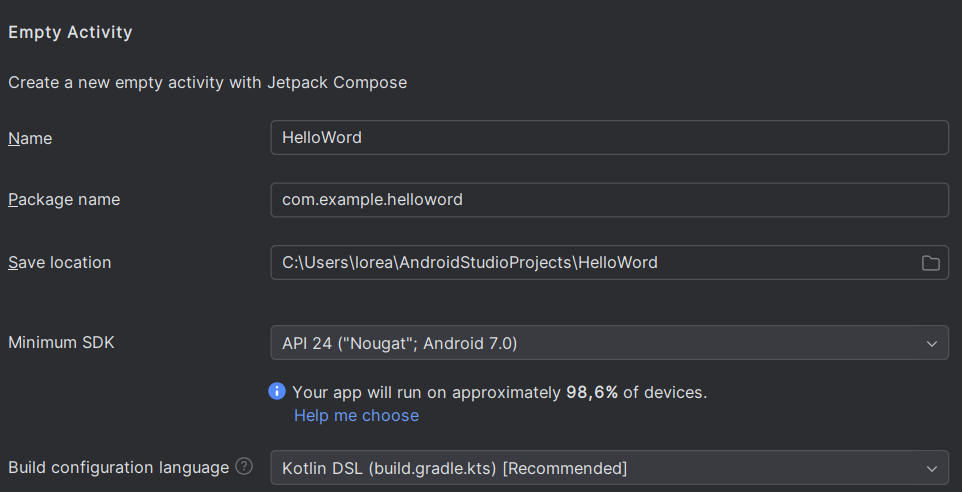 Empty Activity
Create a new empty activity with Jetpack Compose
Name HelloWord
Package name com.example.helloword
Save location C:\Users\lorea\AndroidStudioProjects\HelloWord
Minimum SDK API 24 ("Nougat"; Android 7.0)
Your app will run on approximately 98,6% of devices.
Help me choose
Build configuration language ? Kotlin DSL (build.gradle.kts) [Recommended]